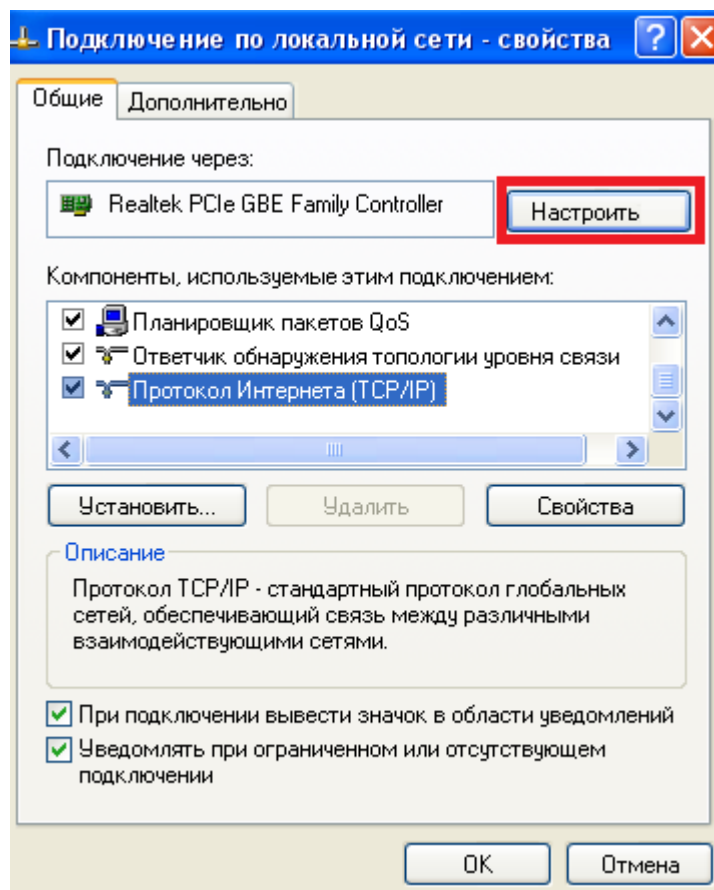 Подключение по локальной сети - свойства
Общие
Дополнительно
Подключение через:
Realtek PCIe GBE Family Controller
Настроить
Компоненты, используемые этим подключением:
Планировщик пакетов QoS
Ответчик обнаружения топологии уровня связи
Протокол Интернета (TCP/IP)
Установить...
Удалить
Свойства
Описание
Протокол TCP/IP - стандартный протокол глобальных
сетей, обеспечивающий связь между различными
взаимодействующими сетями.
При подключении вывести значок в области уведомлений
Уведомлять при ограниченном или отсутствующем
подключении
OK
Отмена